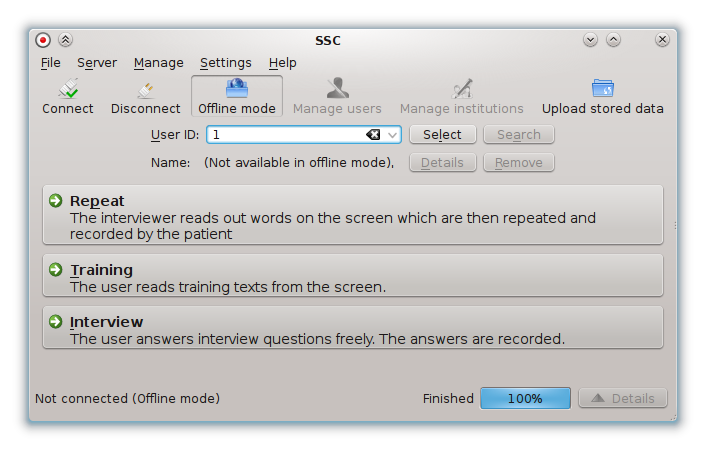 SSC
File Server Manage Settings Help
Connect Disconnect Offline mode Manage users Manage institutions Upload stored data
User ID: 1 Select Search
Name: (Not available in offline mode), Details Remove
Repeat
The interviewer reads out words on the screen which are then repeated and
recorded by the patient
Training
The user reads training texts from the screen.
Interview
The user answers interview questions freely. The answers are recorded.
Not connected (Offline mode) Finished 100% Details